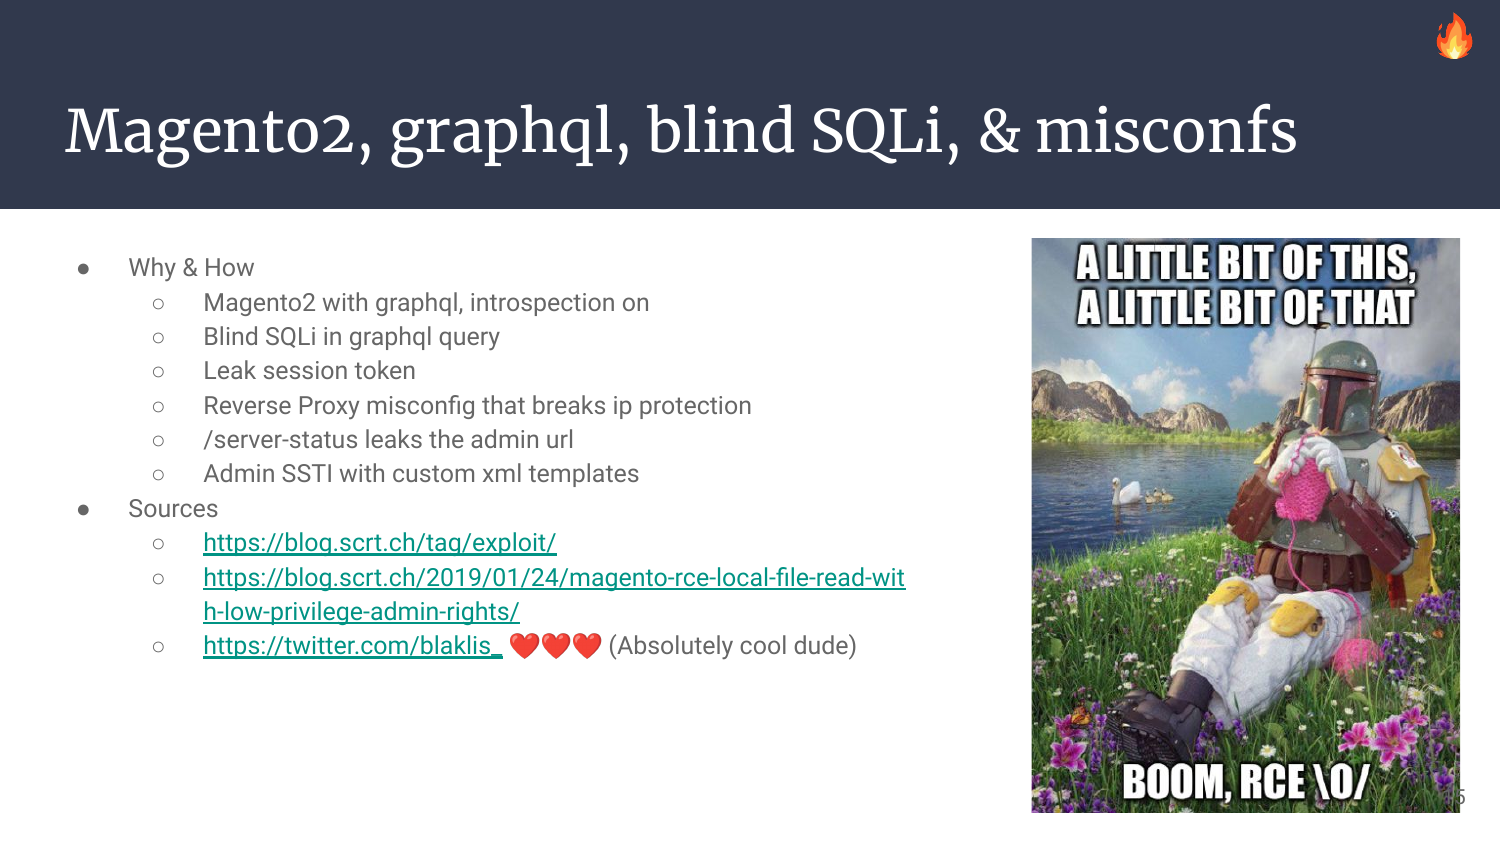 Magento2, graphql, blind SQLi, & misconfs
● Why & How
○ Magento2 with graphql, introspection on
○ Blind SQLi in graphql query
○ Leak session token
○ Reverse Proxy misconfig that breaks ip protection
○ /server-status leaks the admin url
○ Admin SSTI with custom xml templates
● Sources
○ https://blog.scrt.ch/tag/exploit/
○ https://blog.scrt.ch/2019/01/24/magento-rce-local-file-read-wit
h-low-privilege-admin-rights/
○ https://twitter.com/blaklis_ ❤️❤️❤️ (Absolutely cool dude)
A LITTLE BIT OF THIS,
A LITTLE BIT OF THAT
BOOM, RCE \O/